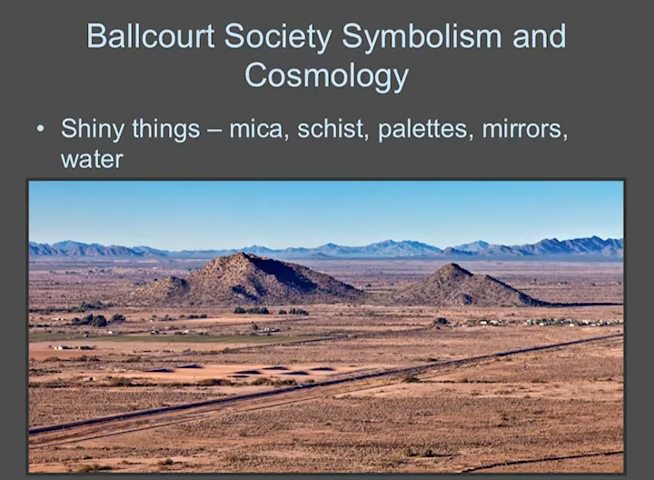 Ballcourt Society Symbolism and
Cosmology
• Shiny things – mica, schist, palettes, mirrors,
water